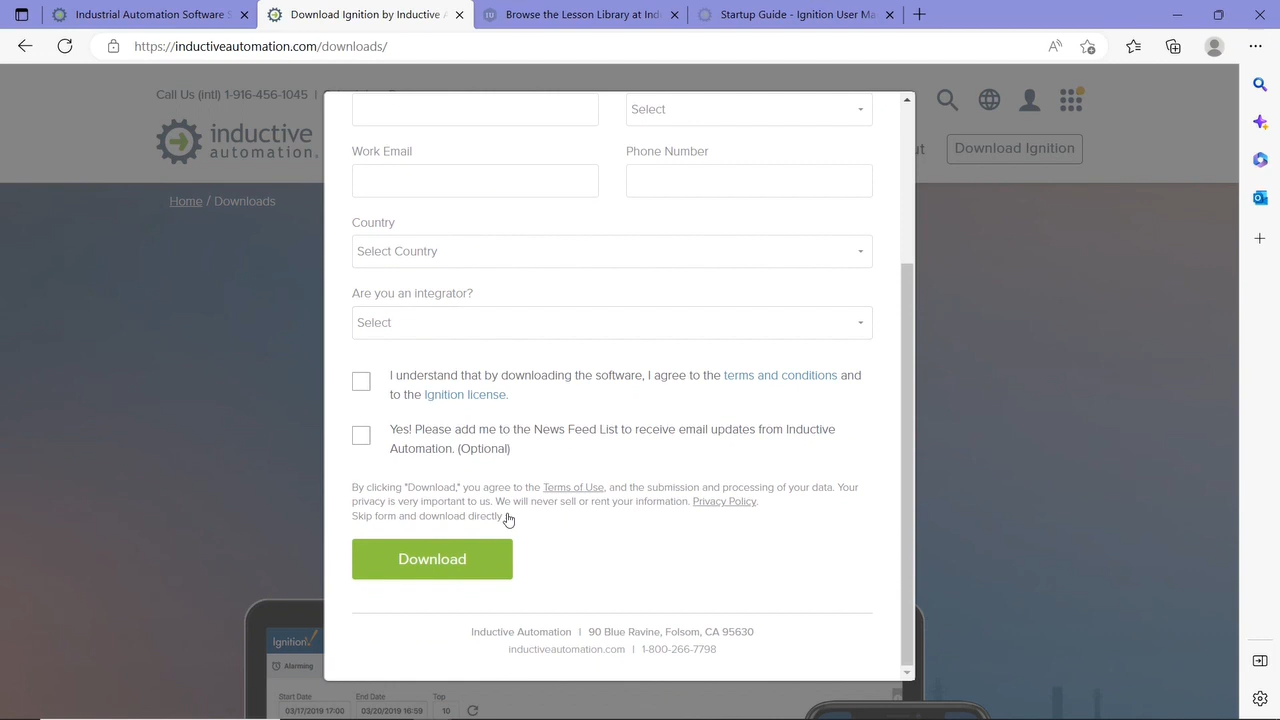 Industrial Automation Software S
Download Ignition by Inductive A
Browse the Lesson Library at Ind
Startup Guide - Ignition User Ma
https://inductiveautomation.com/downloads/
Call Us (intl) 1-916-456-1045 |
inductive
automation.
ut
Download Ignition
Home / Downloads
Select
Work Email
Phone Number
Country
Select Country
Are you an integrator?
Select
I understand that by downloading the software, I agree to the terms and conditions and
to the Ignition license.
Yes! Please add me to the News Feed List to receive email updates from Inductive
Automation. (Optional)
By clicking "Download," you agree to the Terms of Use, and the submission and processing of your data. Your
privacy is very important to us. We will never sell or rent your information. Privacy Policy.
Skip form and download directly
Download
Inductive Automation | 90 Blue Ravine, Folsom, CA 95630
inductiveautomation.com | 1-800-266-7798
Ignition
Alarming
Start Date
End Date
Top
03/17/2019 17:00
03/20/2019 16:59
10